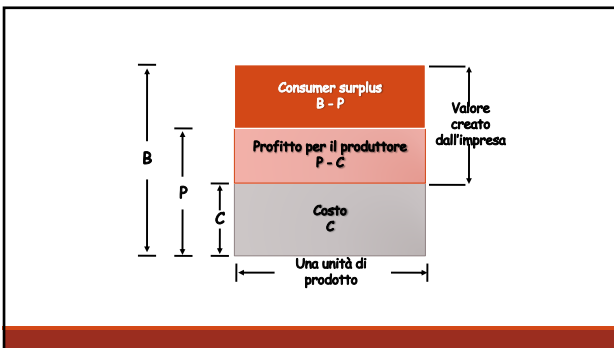 Consumer surplus
B - P
Valore
creato
dall'impresa
Profitto per il produttore
P - C
B
P
C
Costo
C
Una unità di
prodotto